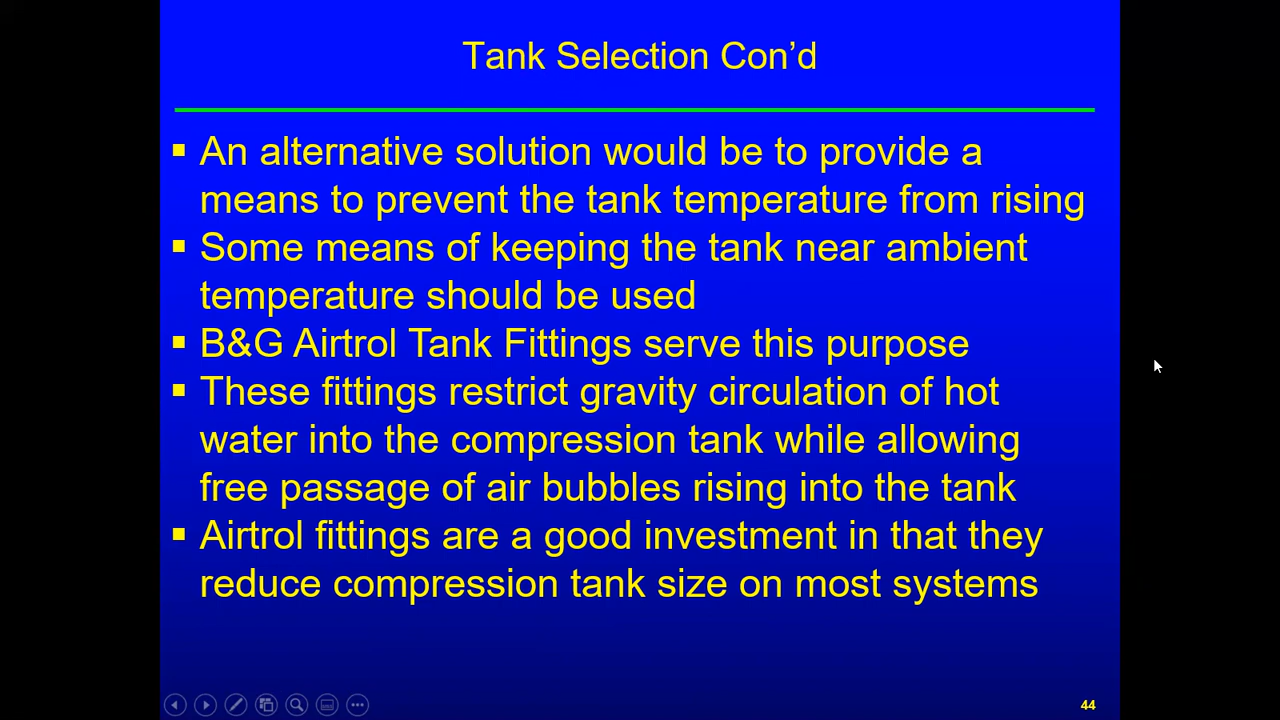 Tank Selection Con’d
An alternative solution would be to provide a
means to prevent the tank temperature from rising
Some means of keeping the tank near ambient
temperature should be used
B&G Airtrol Tank Fittings serve this purpose
These fittings restrict gravity circulation of hot
water into the compression tank while allowing
free passage of air bubbles rising into the tank
Airtrol fittings are a good investment in that they
reduce compression tank size on most systems
44